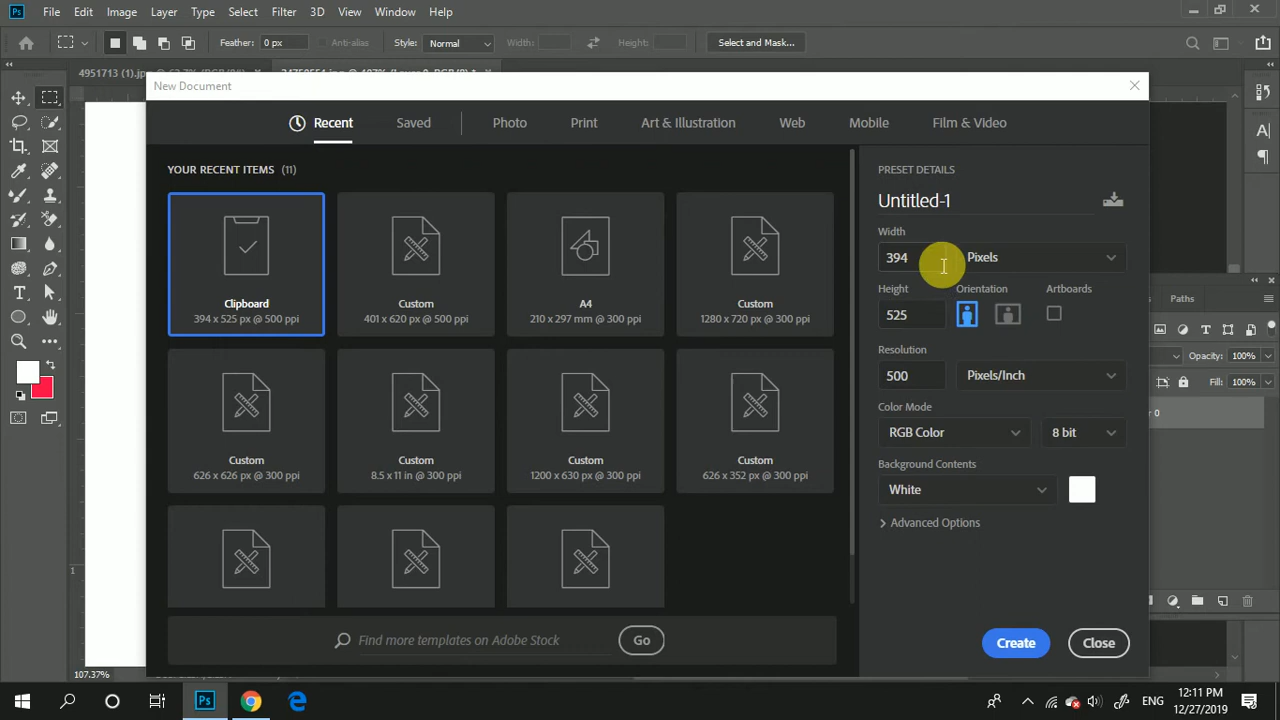 Ps File Edit Image Layer Type Select Filter 3D View Window Help
Feather: 0 px Anti-alias Style: Normal Width: Height: Select and Mask...
4951713 (1).jpg
New Document
Recent Saved Photo Print Art & Illustration Web Mobile Film & Video
YOUR RECENT ITEMS (11)
Clipboard
394 x 525 px @ 500 ppi
Custom
401 x 620 px @ 500 ppi
A4
210 x 297 mm @ 300 ppi
Custom
1280 x 720 px @ 300 ppi
Custom
626 x 626 px @ 300 ppi
Custom
8.5 x 11 in @ 300 ppi
Custom
1200 x 630 px @ 300 ppi
Custom
626 x 352 px @ 300 ppi
Find more templates on Adobe Stock Go
PRESET DETAILS
Untitled-1
Width
394 Pixels
Height Orientation Artboards
525
Resolution
500 Pixels/Inch
Color Mode
RGB Color 8 bit
Background Contents
White
Advanced Options
Create Close
Paths
Opacity: 100%
Fill: 100%
0
1
107.37%
Ps ENG 12:11 PM
12/27/2019